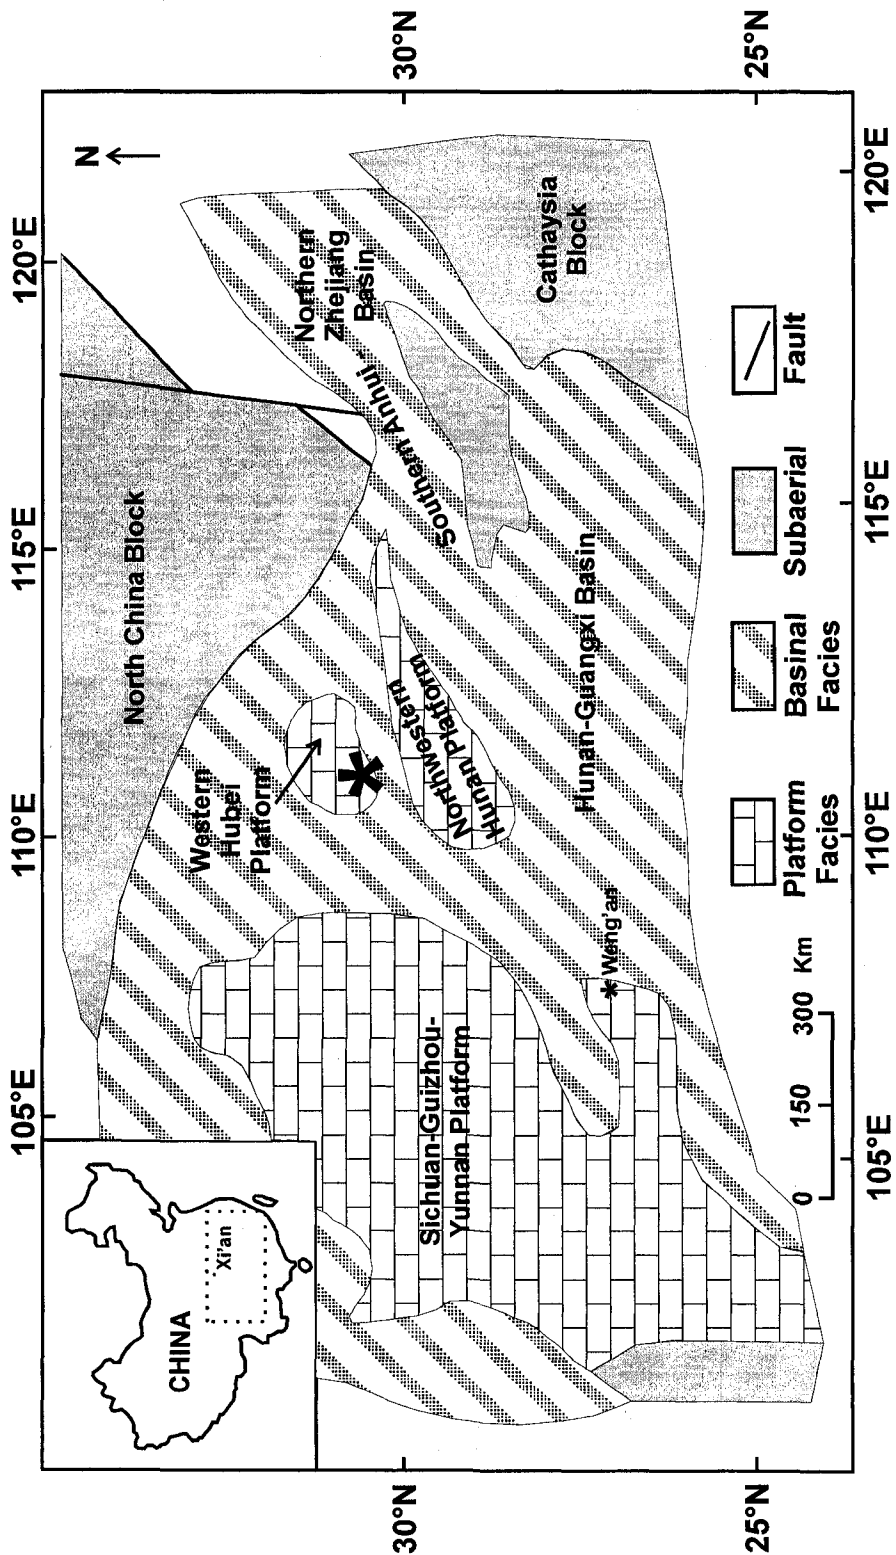 105°E
110°E
115°E
120°E
N
CHINA
Xi'an
North China Block
Western
Hubei
Platform
Northern
Zhejiang
Basin
Southern Anhui -
30°N
30°N
Sichuan-Guizhou-
Yunnan Platform
Northwestern
Hunan Platform
Cathaysia
Block
Hunan-Guangxi Basin
* Weng'an
25°N
25°N
0 150 300 Km
Platform
Facies
Basinal
Facies
Subaerial
Fault
105°E
110°E
115°E
120°E